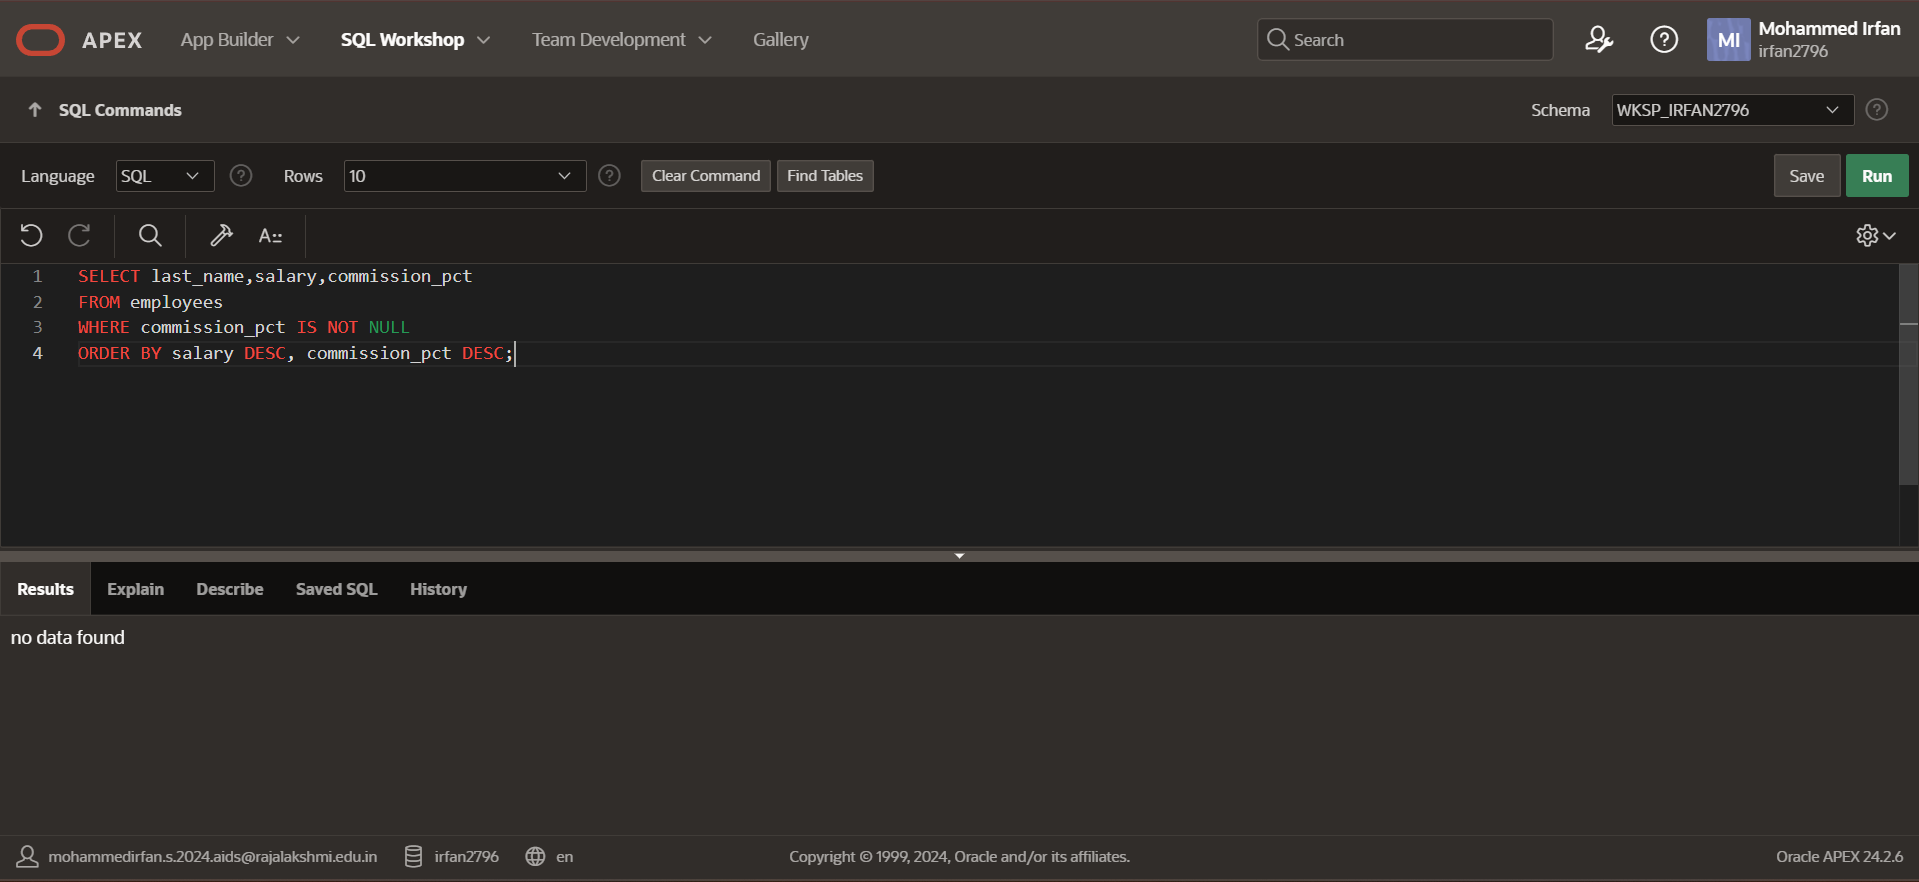 APEX App Builder SQL Workshop Team Development Gallery Search MI Mohammed Irfan
irfan2796
SQL Commands Schema WKSP_IRFAN2796 ?
Language SQL ? Rows 10 ? Clear Command Find Tables Save Run
A::
1 SELECT last_name,salary,commission_pct
2 FROM employees
3 WHERE commission_pct IS NOT NULL
4 ORDER BY salary DESC, commission_pct DESC;
Results Explain Describe Saved SQL History
no data found
mohammedirfan.s.2024.aids@rajalakshmi.edu.in irfan2796 en Copyright © 1999, 2024, Oracle and/or its affiliates. Oracle APEX 24.2.6